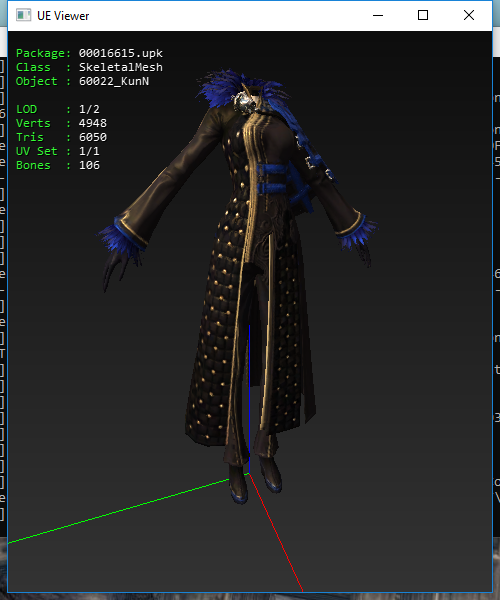 UE Viewer
Package: 00016615.upk
Class : SkeletalMesh
Object : 60022_KunN
LOD : 1/2
Verts : 4948
Tris : 6050
UV Set : 1/1
Bones : 106